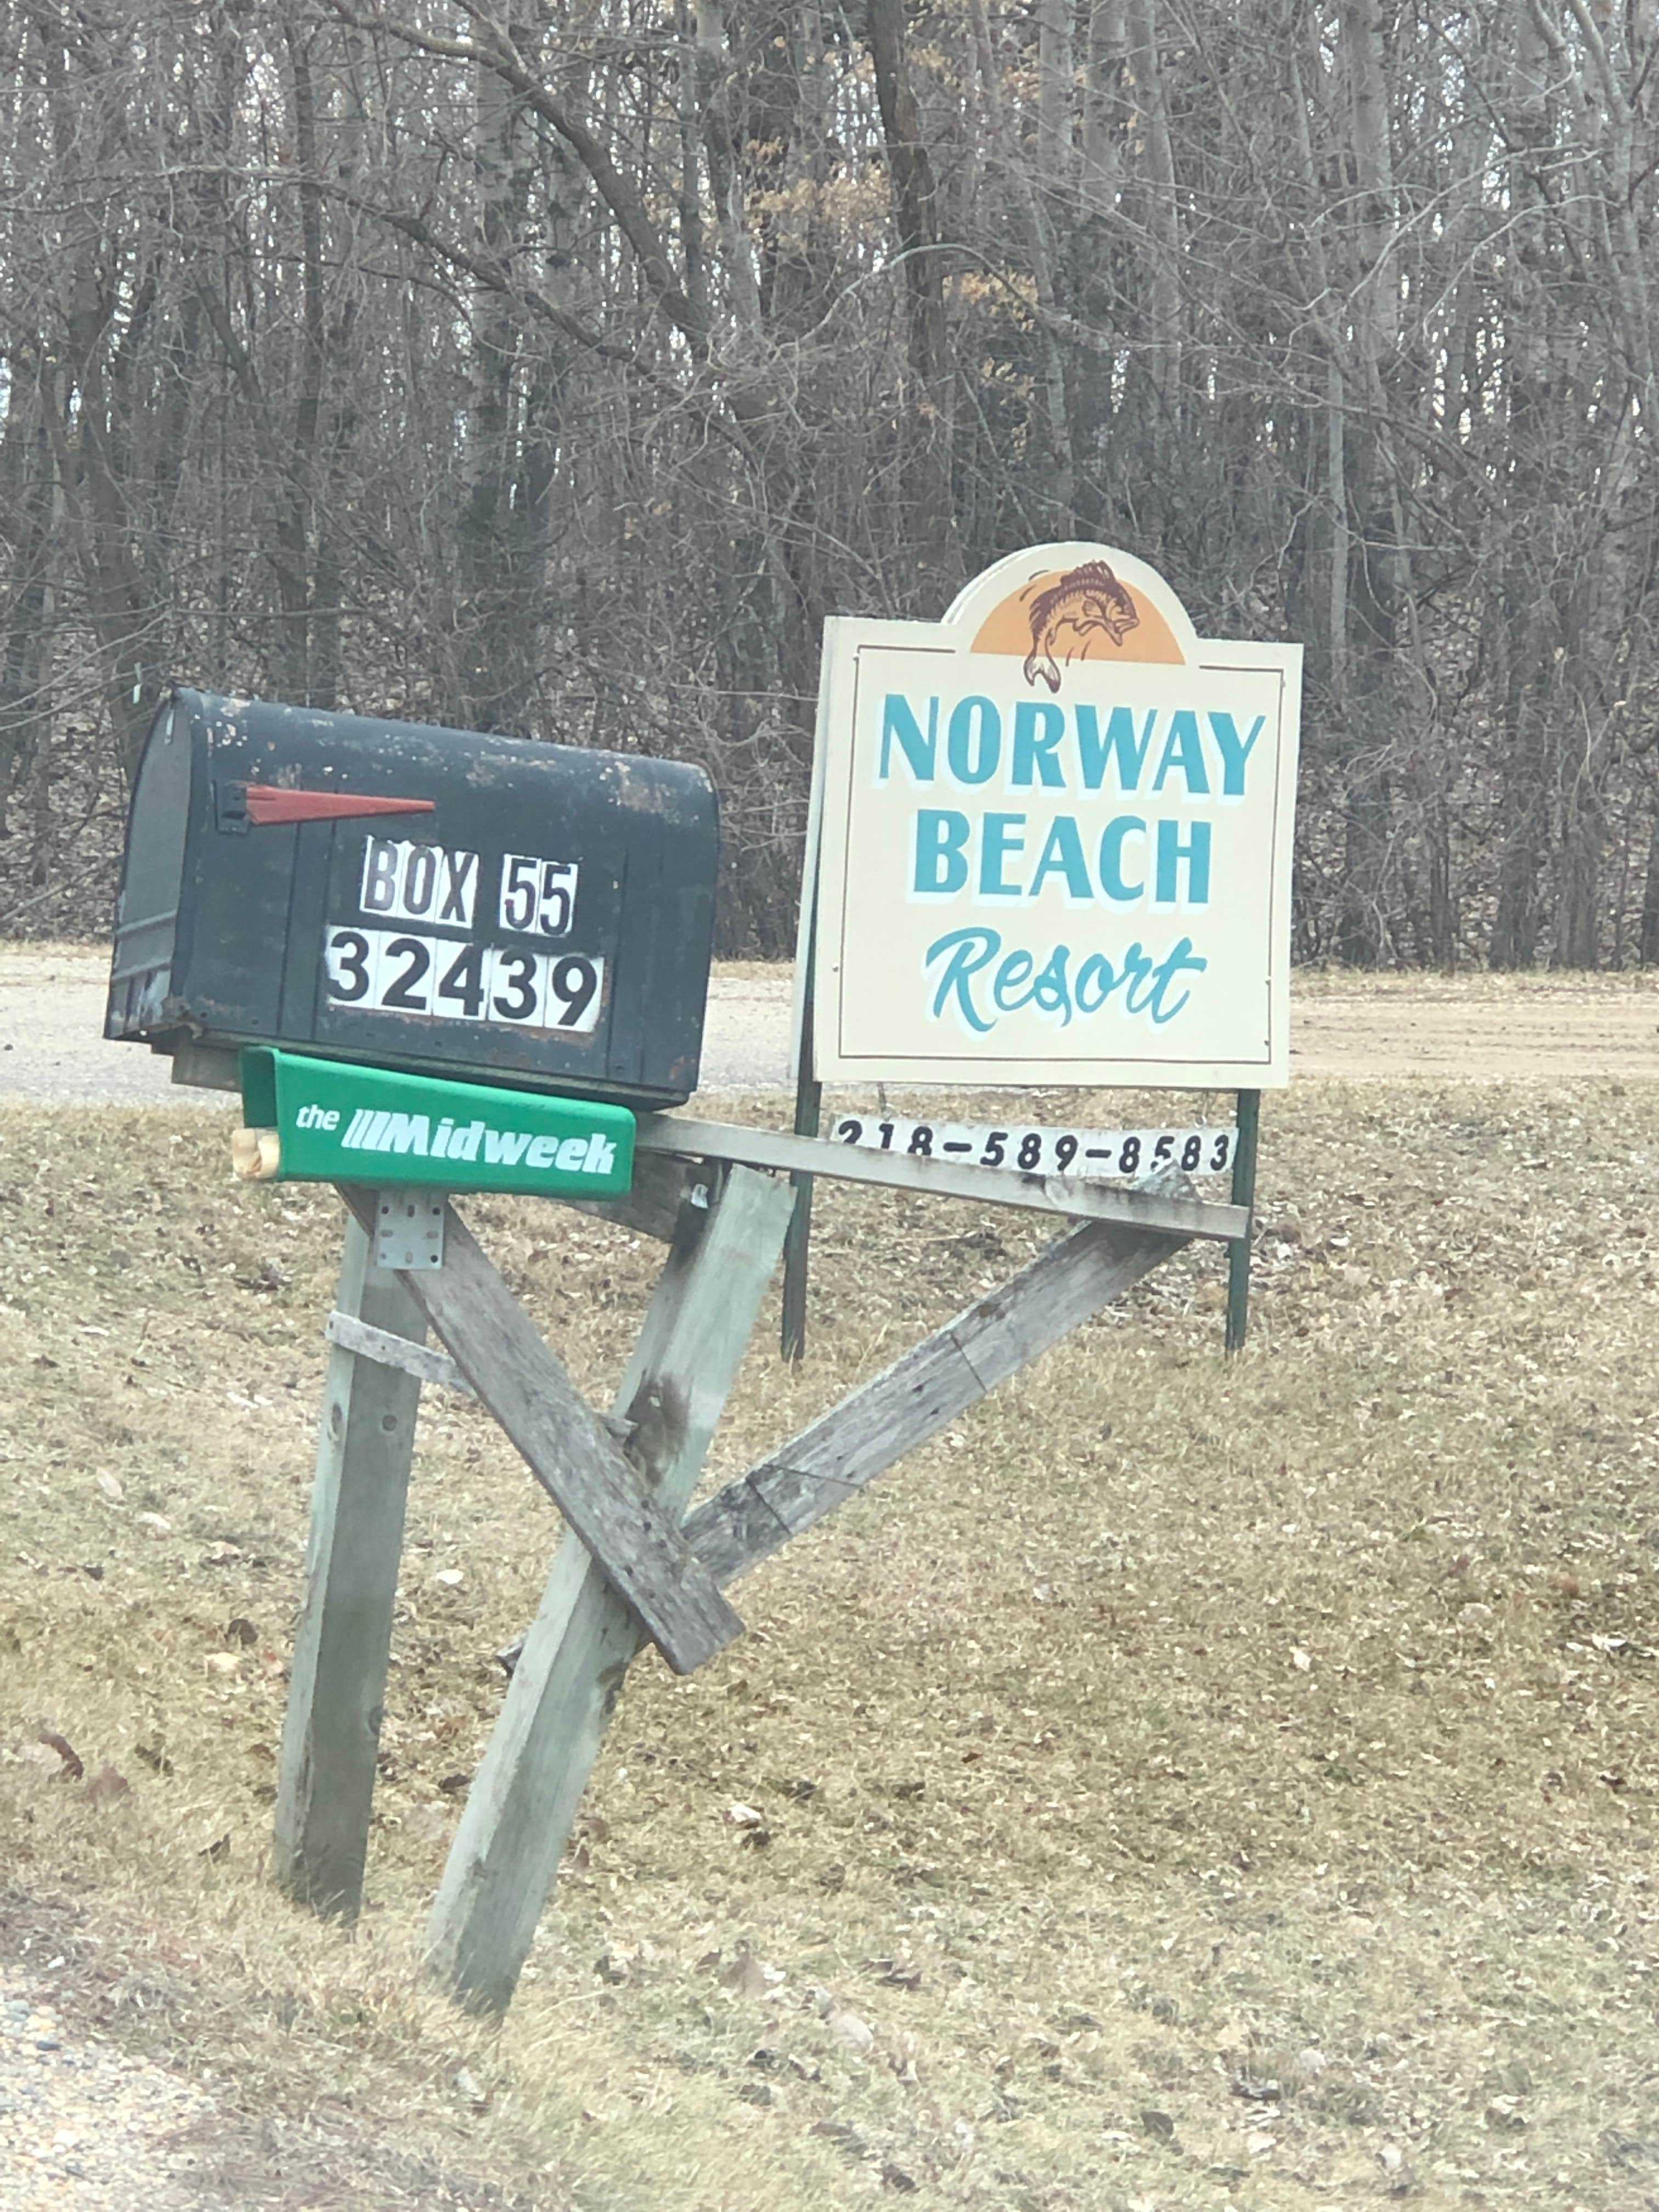 BOX 55
32439
the Midweek
NORWAY
BEACH
Resort
218-589-8583